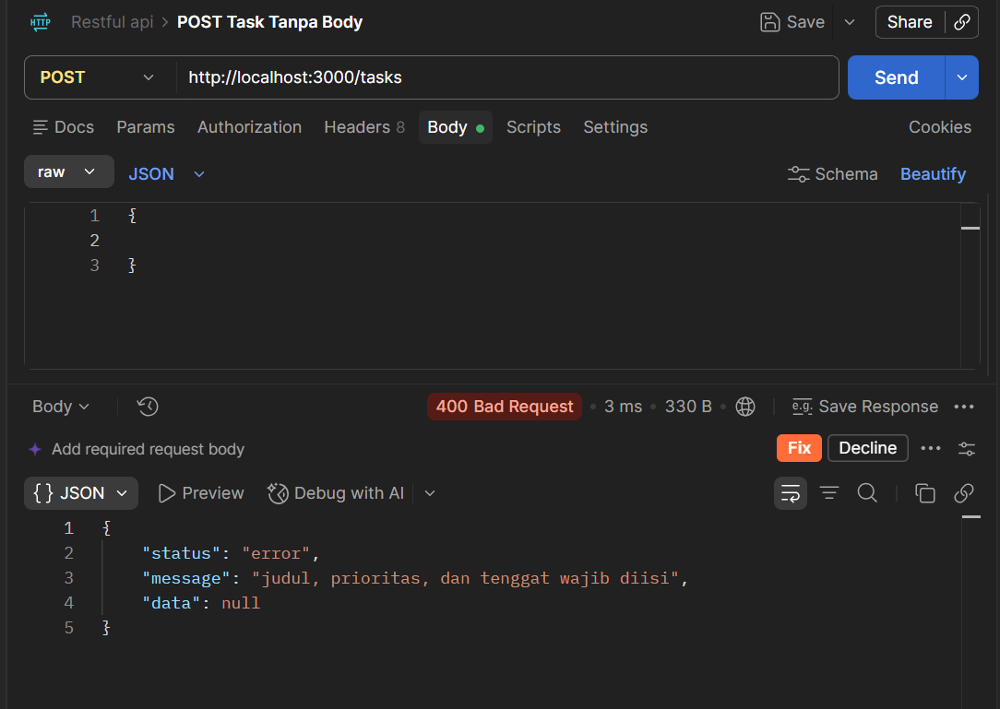 HTTP Restful api > POST Task Tanpa Body Save Share
POST http://localhost:3000/tasks Send
Docs Params Authorization Headers 8 Body Scripts Settings Cookies
raw JSON Schema Beautify
1 {
2
3 }
Body 400 Bad Request • 3 ms • 330 B • e.g. Save Response
Add required request body Fix Decline
{} JSON Preview Debug with AI
1 {
2 "status": "error",
3 "message": "judul, prioritas, dan tenggat wajib diisi",
4 "data": null
5 }